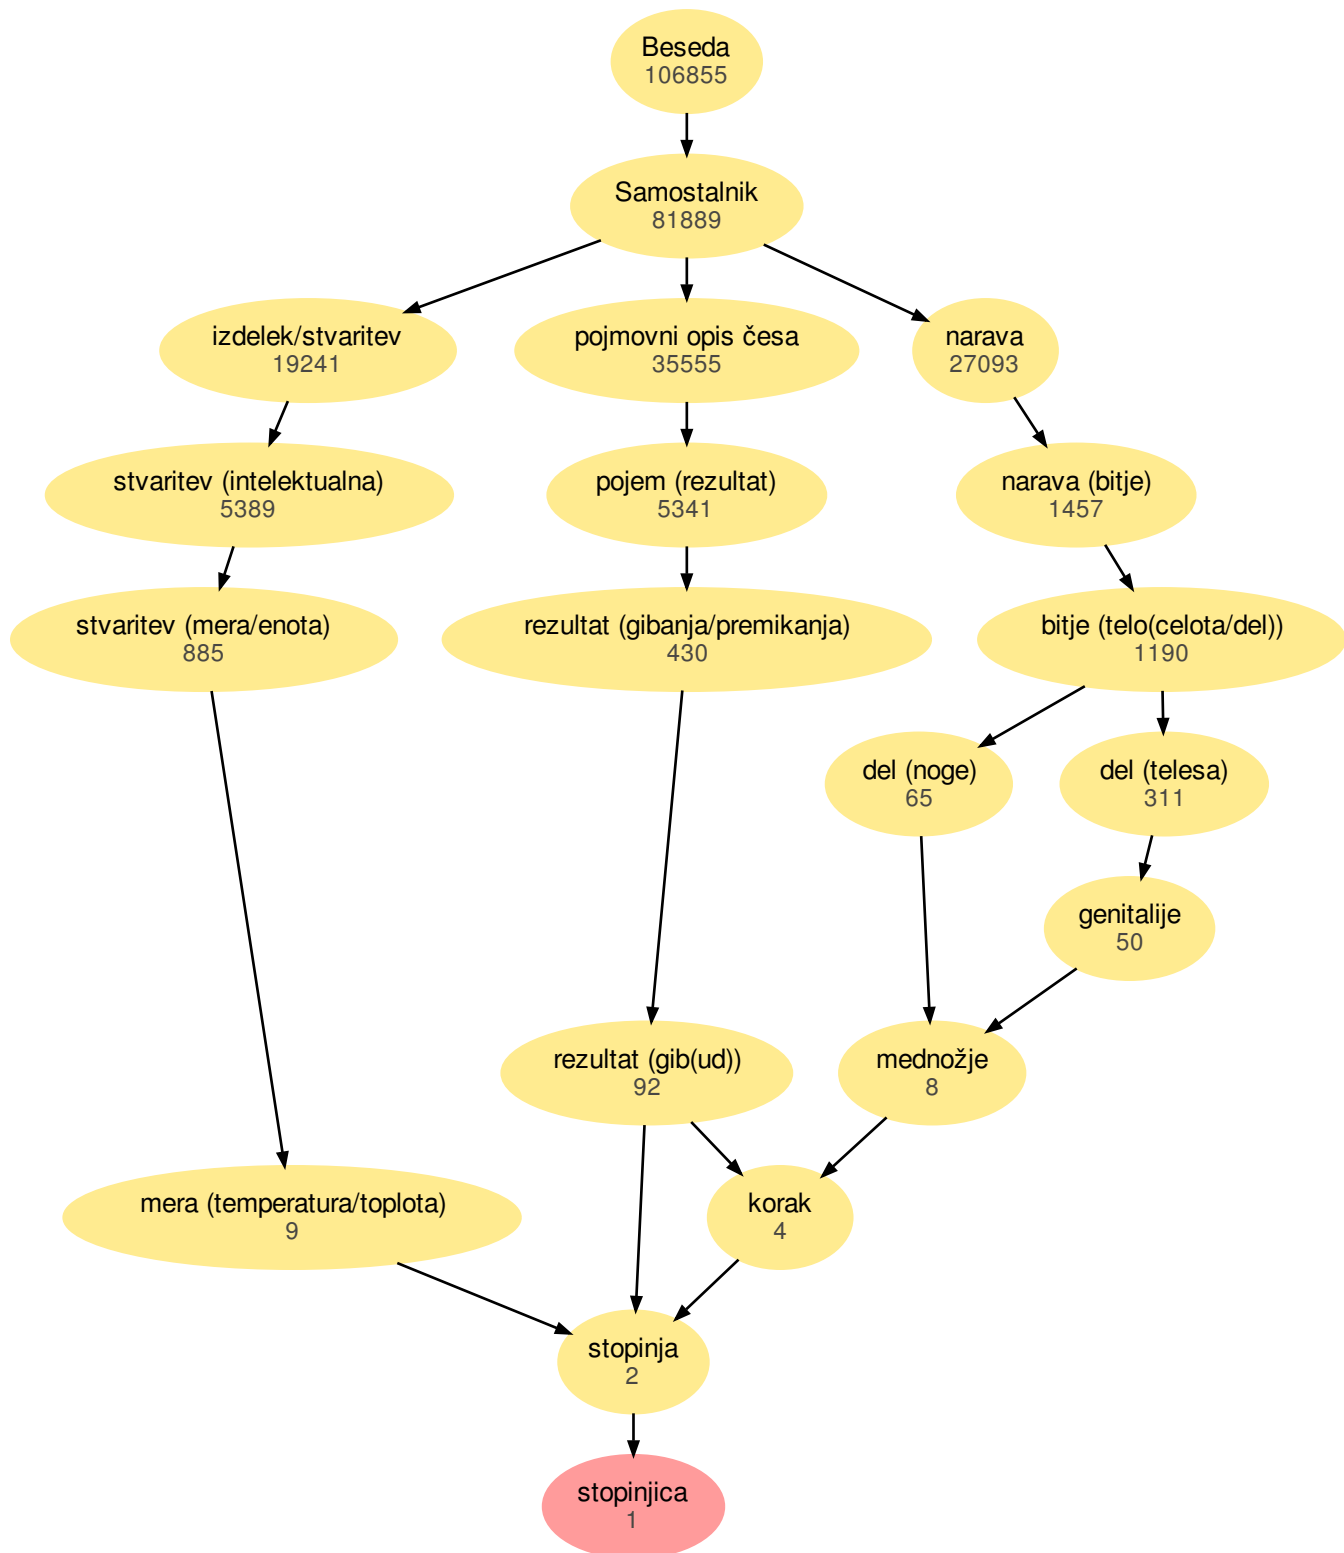 Beseda
106855
Samostalnik
81889
izdelek/stvaritev
19241
pojmovni opis česa
35555
narava
27093
stvaritev (intelektualna)
5389
pojem (rezultat)
5341
narava (bitje)
1457
stvaritev (mera/enota)
885
rezultat (gibanja/premikanja)
430
bitje (telo(celota/del))
1190
del (noge)
65
del (telesa)
311
genitalije
50
rezultat (gib(ud))
92
mednožje
8
mera (temperatura/toplota)
9
korak
4
stopinja
2
stopinjica
1